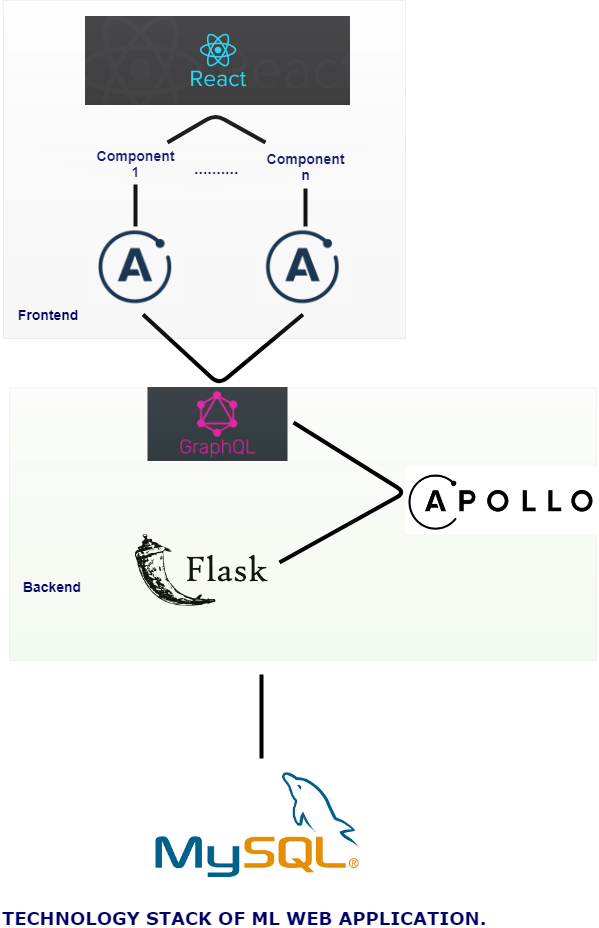 React
Component
1
..........
Component
n
A
A
Frontend
GraphQL
APOLLO
Flask
Backend
MySQL®
TECHNOLOGY STACK OF ML WEB APPLICATION.